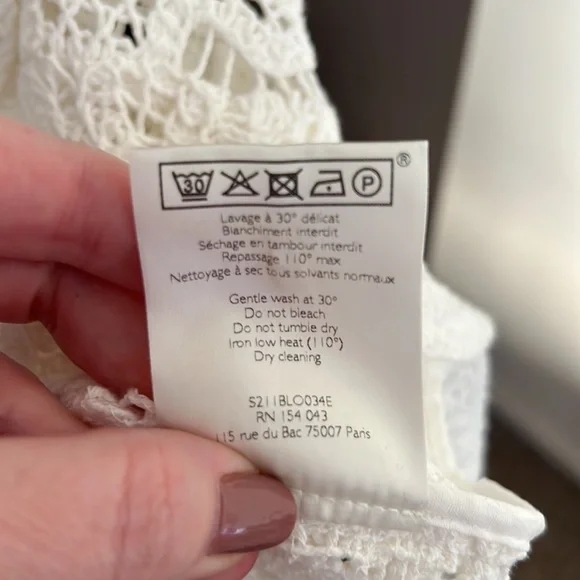 30 P ®
Lavage à 30° délicat
Blanchiment interdit
Séchage en tambour interdit
Repassage 110° max
Nettoyage à sec tous solvants normaux
Gentle wash at 30°
Do not bleach
Do not tumble dry
Iron low heat (110°)
Dry cleaning
S211BLO034E
RN 154 043
115 rue du Bac 75007 Paris